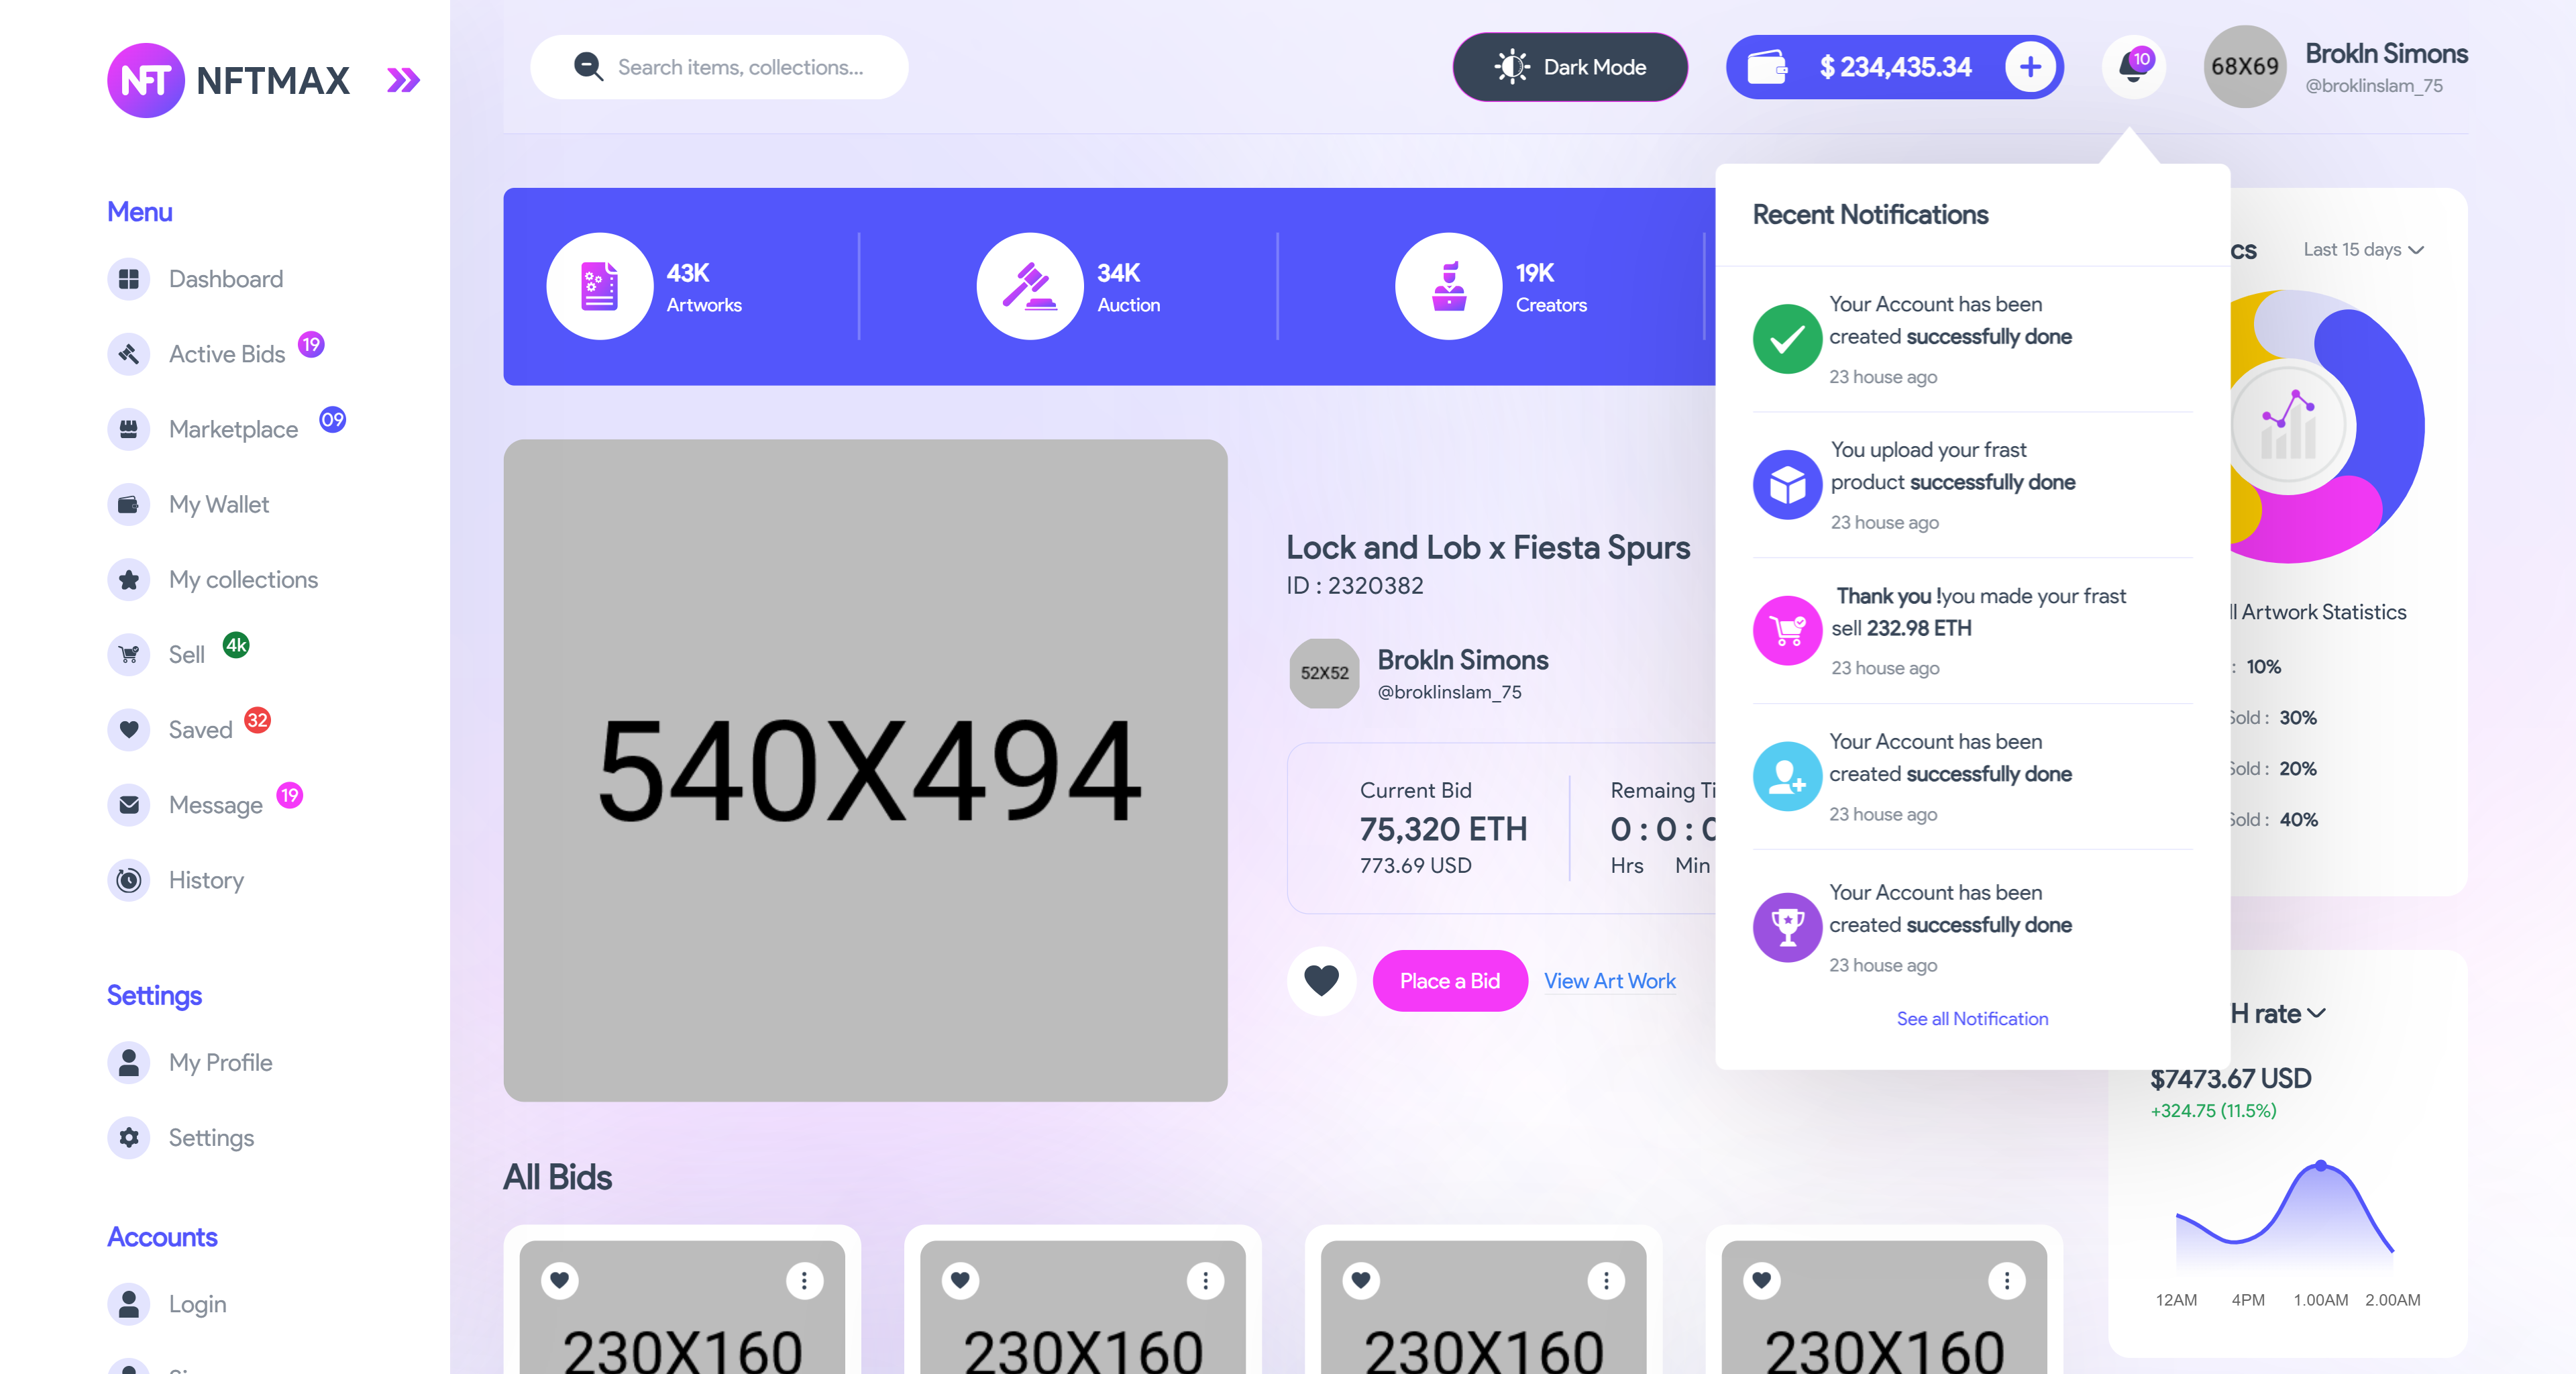 NFT NFTMAX
Menu
Dashboard
Active Bids 19
Marketplace 09
My Wallet
My collections
Sell 4k
Saved 32
Message 19
History
Settings
My Profile
Settings
Accounts
Login
Search items, collections...
Dark Mode
$ 234,435.34
10
68X69
Brokln Simons
@broklinslam_75
43K
Artworks
34K
Auction
19K
Creators
540X494
Lock and Lob x Fiesta Spurs
ID : 2320382
52X52
Brokln Simons
@broklinslam_75
Current Bid
75,320 ETH
773.69 USD
Remaing Ti
0 : 0 : 0
Hrs Min
Place a Bid
View Art Work
Recent Notifications
Your Account has been
created successfully done
23 house ago
You upload your frast
product successfully done
23 house ago
Thank you !you made your frast
sell 232.98 ETH
23 house ago
Your Account has been
created successfully done
23 house ago
Your Account has been
created successfully done
23 house ago
See all Notification
cs
Last 15 days
ll Artwork Statistics
: 10%
Sold : 30%
Sold : 20%
Sold : 40%
H rate
$7473.67 USD
+324.75 (11.5%)
12AM 4PM 1.00AM 2.00AM
All Bids
230X160
230X160
230X160
230X160